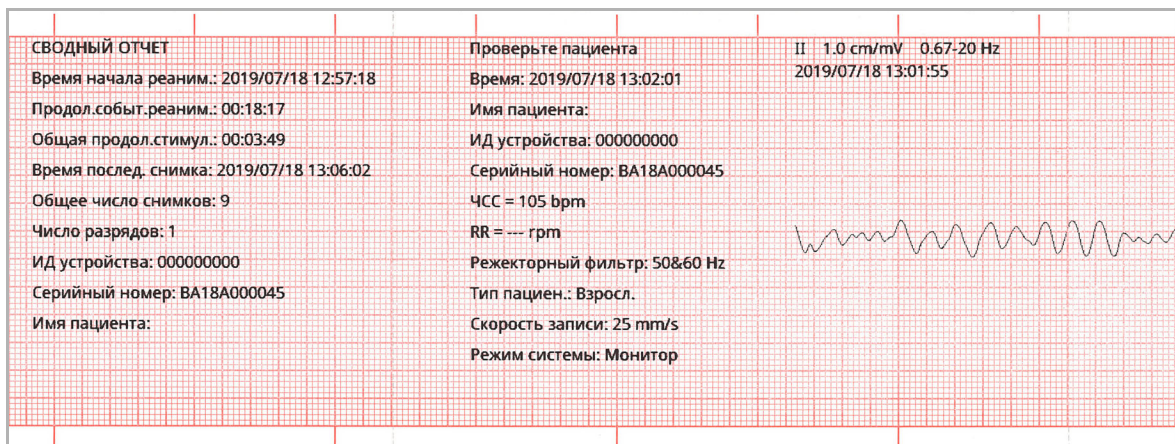 СВОДНЫЙ ОТЧЕТ
Время начала реаним.: 2019/07/18 12:57:18
Продол.событ.реаним.: 00:18:17
Общая продол.стимул.: 00:03:49
Время послед. снимка: 2019/07/18 13:06:02
Общее число снимков: 9
Число разрядов: 1
ИД устройства: 000000000
Серийный номер: BA18A000045
Имя пациента:
Проверьте пациента
Время: 2019/07/18 13:02:01
Имя пациента:
ИД устройства: 000000000
Серийный номер: BA18A000045
ЧСС = 105 bpm
RR = --- rpm
Режекторный фильтр: 50&60 Hz
Тип пациен.: Взросл.
Скорость записи: 25 mm/s
Режим системы: Монитор
II 1.0 cm/mV 0.67-20 Hz
2019/07/18 13:01:55